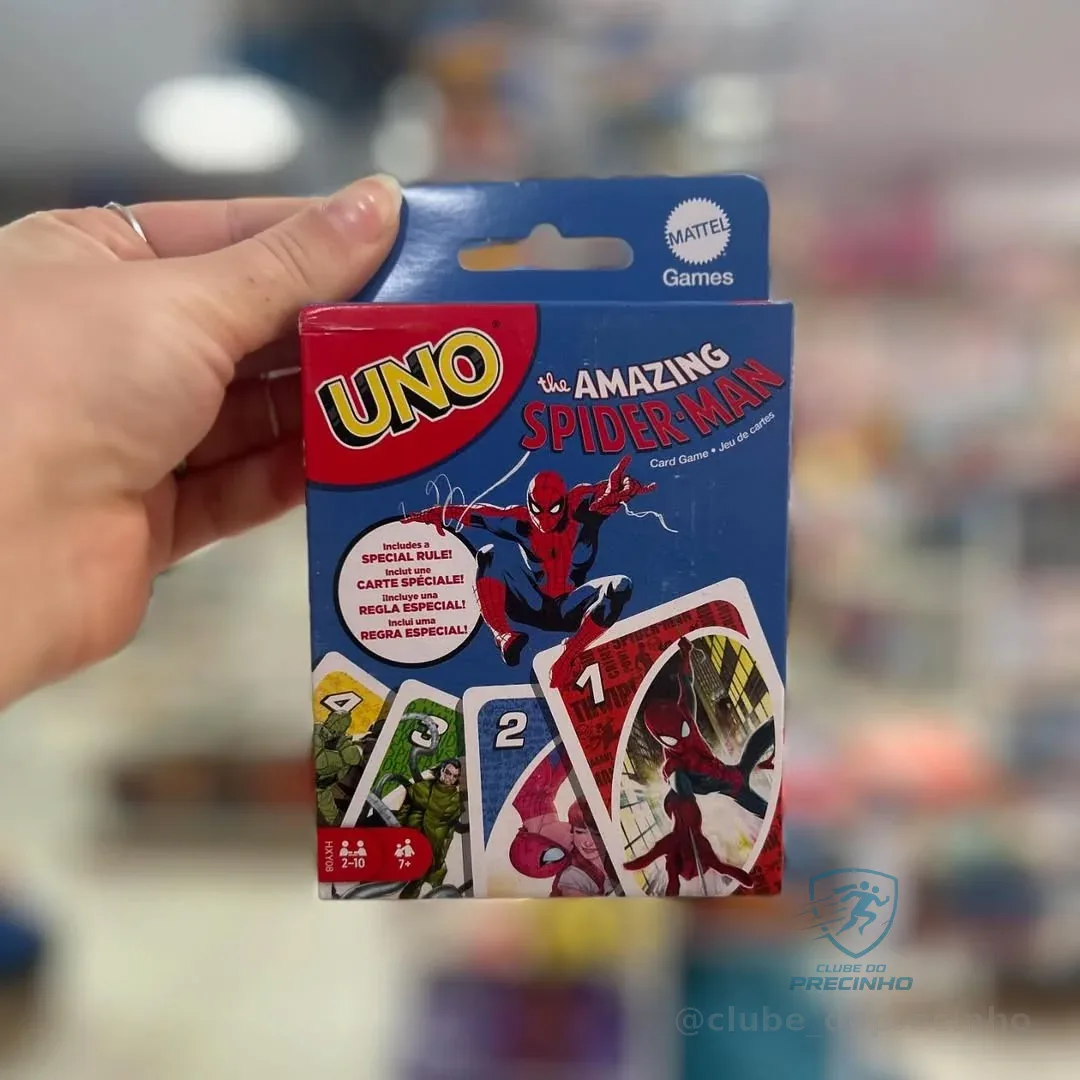 MATTEL
Games
UNO
the AMAZING
SPIDER-MAN
Card Game • Jeu de cartes
Includes a
SPECIAL RULE!
Inclut une
CARTE SPÉCIALE!
¡Incluye una
REGLA ESPECIAL!
Inclui uma
REGRA ESPECIAL!
4
3
2
1
HXY08
2-10
7+
CLUBE DO
PRECINHO